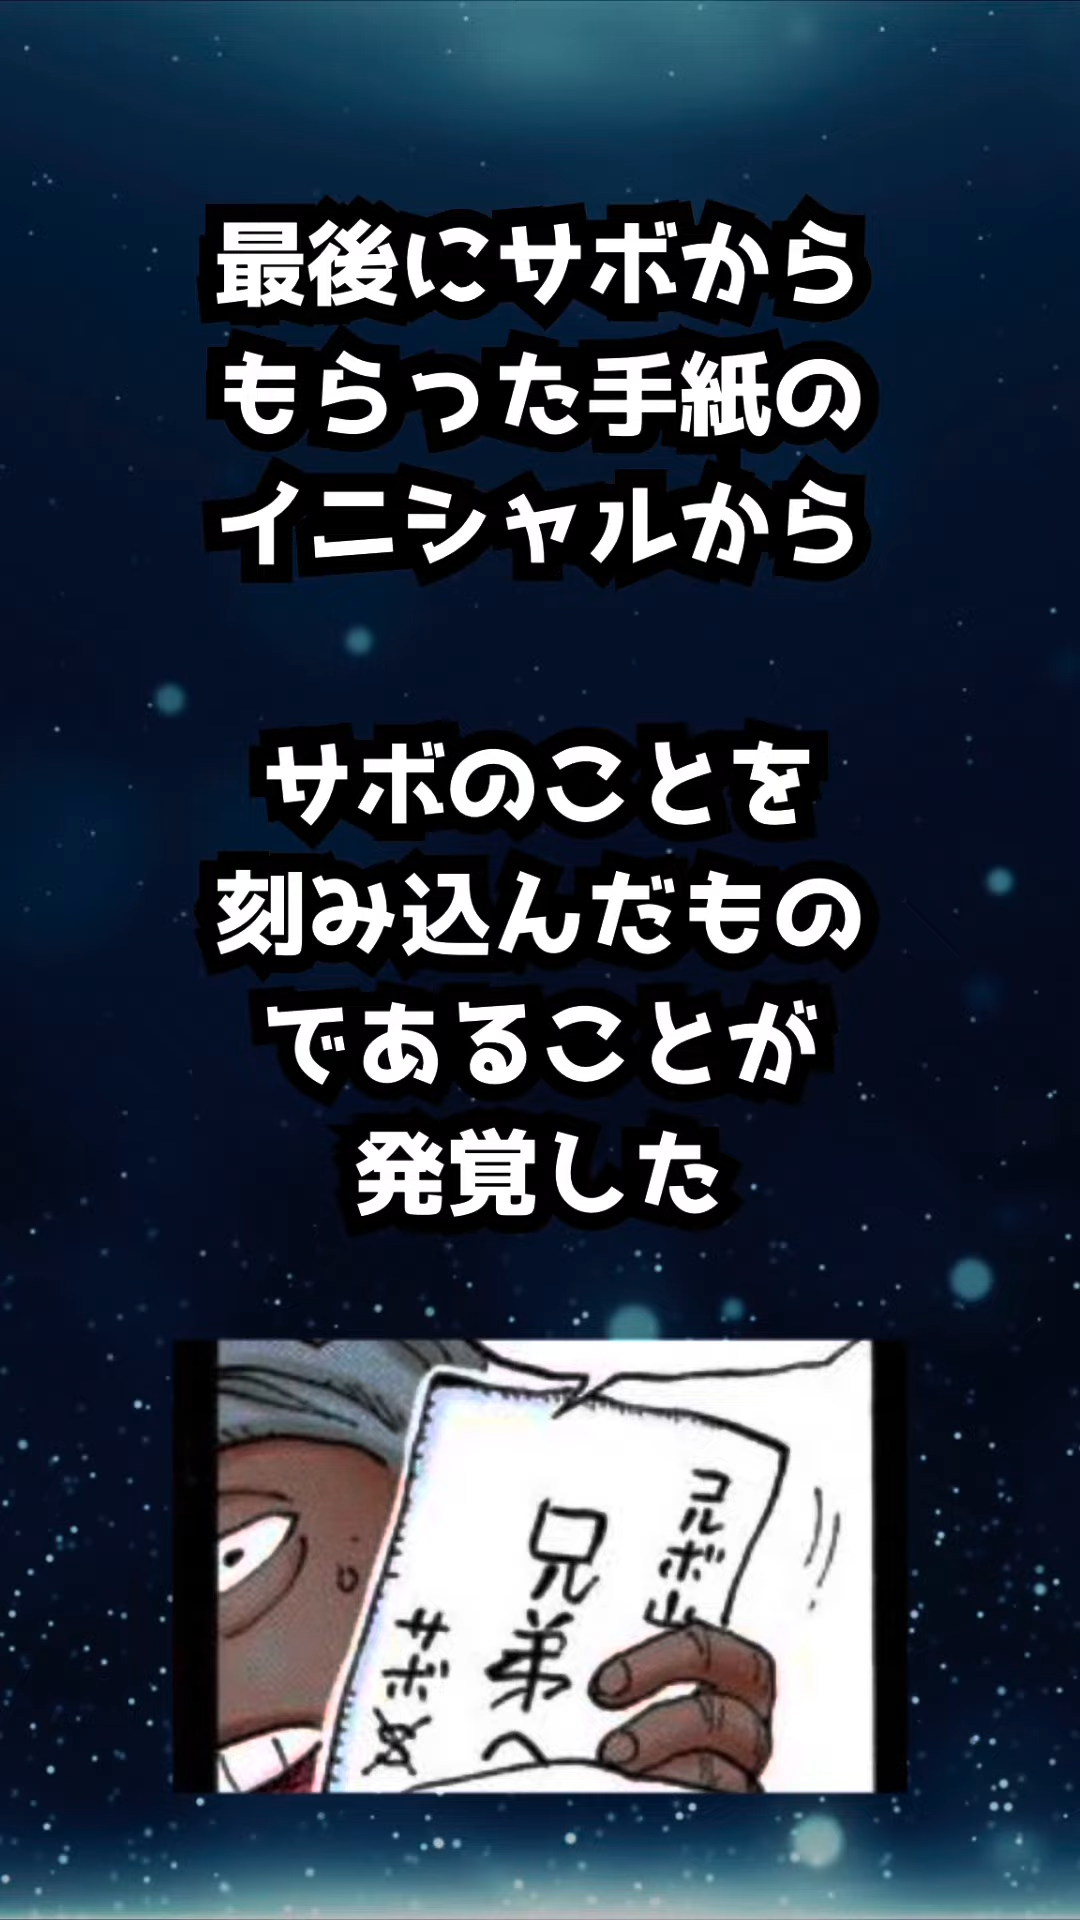 最後にサボから
もらった手紙の
イニシャルから
サボのことを
刻み込んだもの
であることが
発覚した
コルボ山
兄弟へ
サボ